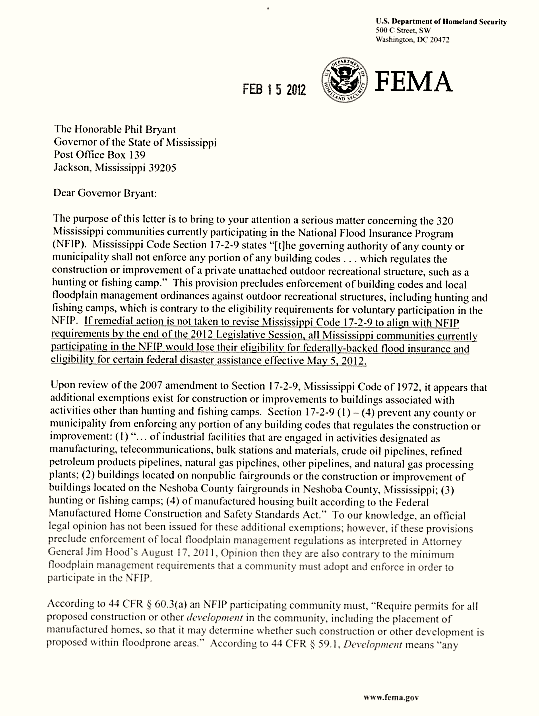 U.S. Department of Homeland Security
500 C Street, SW
Washington, DC 20472
FEB 15 2012
FEMA
The Honorable Phil Bryant
Governor of the State of Mississippi
Post Office Box 139
Jackson, Mississippi 39205
Dear Governor Bryant:
The purpose of this letter is to bring to your attention a serious matter concerning the 320
Mississippi communities currently participating in the National Flood Insurance Program
(NFIP). Mississippi Code Section 17-2-9 states "[t]he governing authority of any county or
municipality shall not enforce any portion of any building codes . . . which regulates the
construction or improvement of a private unattached outdoor recreational structure, such as a
hunting or fishing camp." This provision precludes enforcement of building codes and local
floodplain management ordinances against outdoor recreational structures, including hunting and
fishing camps, which is contrary to the eligibility requirements for voluntary participation in the
NFIP. If remedial action is not taken to revise Mississippi Code 17-2-9 to align with NFIP
requirements by the end of the 2012 Legislative Session, all Mississippi communities currently
participating in the NFIP would lose their eligibility for federally-backed flood insurance and
eligibility for certain federal disaster assistance effective May 5, 2012.
Upon review of the 2007 amendment to Section 17-2-9, Mississippi Code of 1972, it appears that
additional exemptions exist for construction or improvements to buildings associated with
activities other than hunting and fishing camps. Section 17-2-9 (1) – (4) prevent any county or
municipality from enforcing any portion of any building codes that regulates the construction or
improvement: (1) "… of industrial facilities that are engaged in activities designated as
manufacturing, telecommunications, bulk stations and materials, crude oil pipelines, refined
petroleum products pipelines, natural gas pipelines, other pipelines, and natural gas processing
plants; (2) buildings located on nonpublic fairgrounds or the construction or improvement of
buildings located on the Neshoba County fairgrounds in Neshoba County, Mississippi; (3)
hunting or fishing camps; (4) of manufactured housing built according to the Federal
Manufactured Home Construction and Safety Standards Act." To our knowledge, an official
legal opinion has not been issued for these additional exemptions; however, if these provisions
preclude enforcement of local floodplain management regulations as interpreted in Attorney
General Jim Hood's August 17, 2011, Opinion then they are also contrary to the minimum
floodplain management requirements that a community must adopt and enforce in order to
participate in the NFIP.
According to 44 CFR § 60.3(a) an NFIP participating community must, "Require permits for all
proposed construction or other development in the community, including the placement of
manufactured homes, so that it may determine whether such construction or other development is
proposed within floodprone areas." According to 44 CFR § 59.1, Development means "any
www.fema.gov